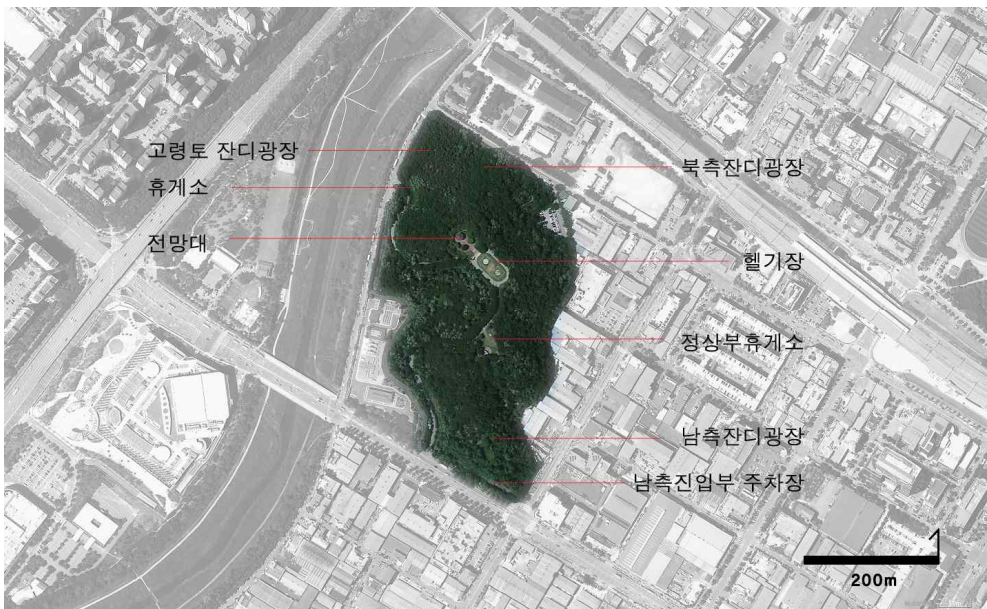 고령토 잔디광장
휴게소
전망대
북측잔디광장
헬기장
정상부휴게소
남측잔디광장
남측진입부 주차장
200m